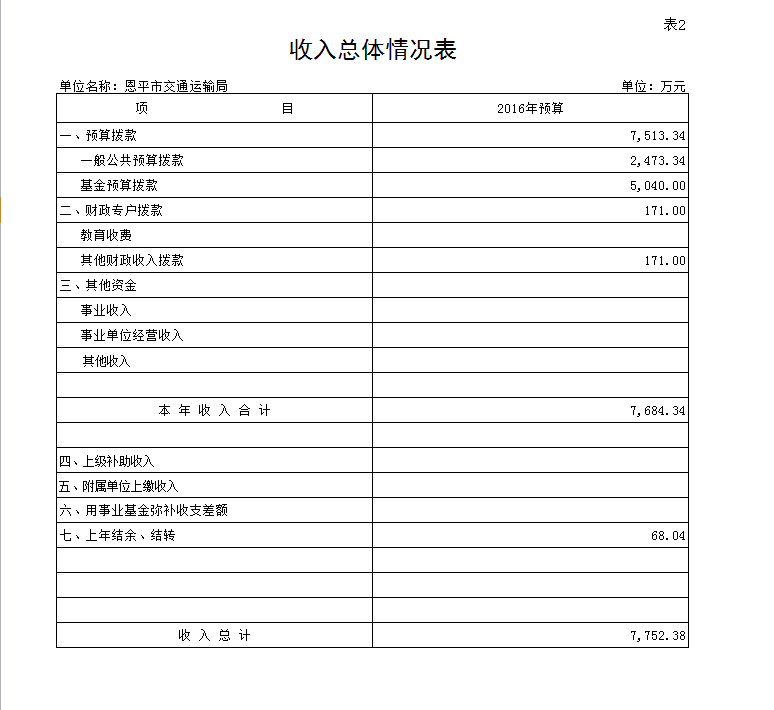 表2
收入总体情况表
单位名称：恩平市交通运输局 单位：万元
项 目 2016年预算
一、预算拨款 7,513.34
一般公共预算拨款 2,473.34
基金预算拨款 5,040.00
二、财政专户拨款 171.00
教育收费
其他财政收入拨款 171.00
三、其他资金
事业收入
事业单位经营收入
其他收入
本 年 收 入 合 计 7,684.34
四、上级补助收入
五、附属单位上缴收入
六、用事业基金弥补收支差额
七、上年结余、结转 68.04
收 入 总 计 7,752.38